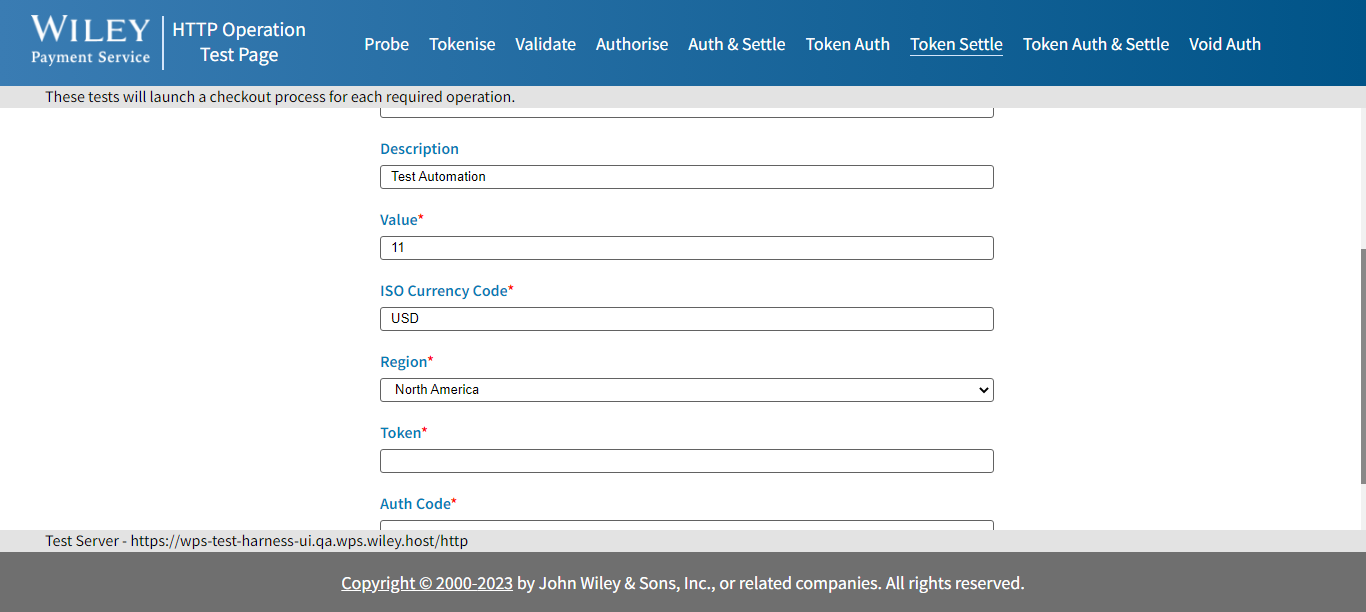 WILEY
Payment Service
HTTP Operation
Test Page
Probe Tokenise Validate Authorise Auth & Settle Token Auth Token Settle Token Auth & Settle Void Auth
These tests will launch a checkout process for each required operation.
Description
Test Automation
Value*
11
ISO Currency Code*
USD
Region*
North America
Token*
Auth Code*
Test Server - https://wps-test-harness-ui.qa.wps.wiley.host/http
Copyright © 2000-2023 by John Wiley & Sons, Inc., or related companies. All rights reserved.